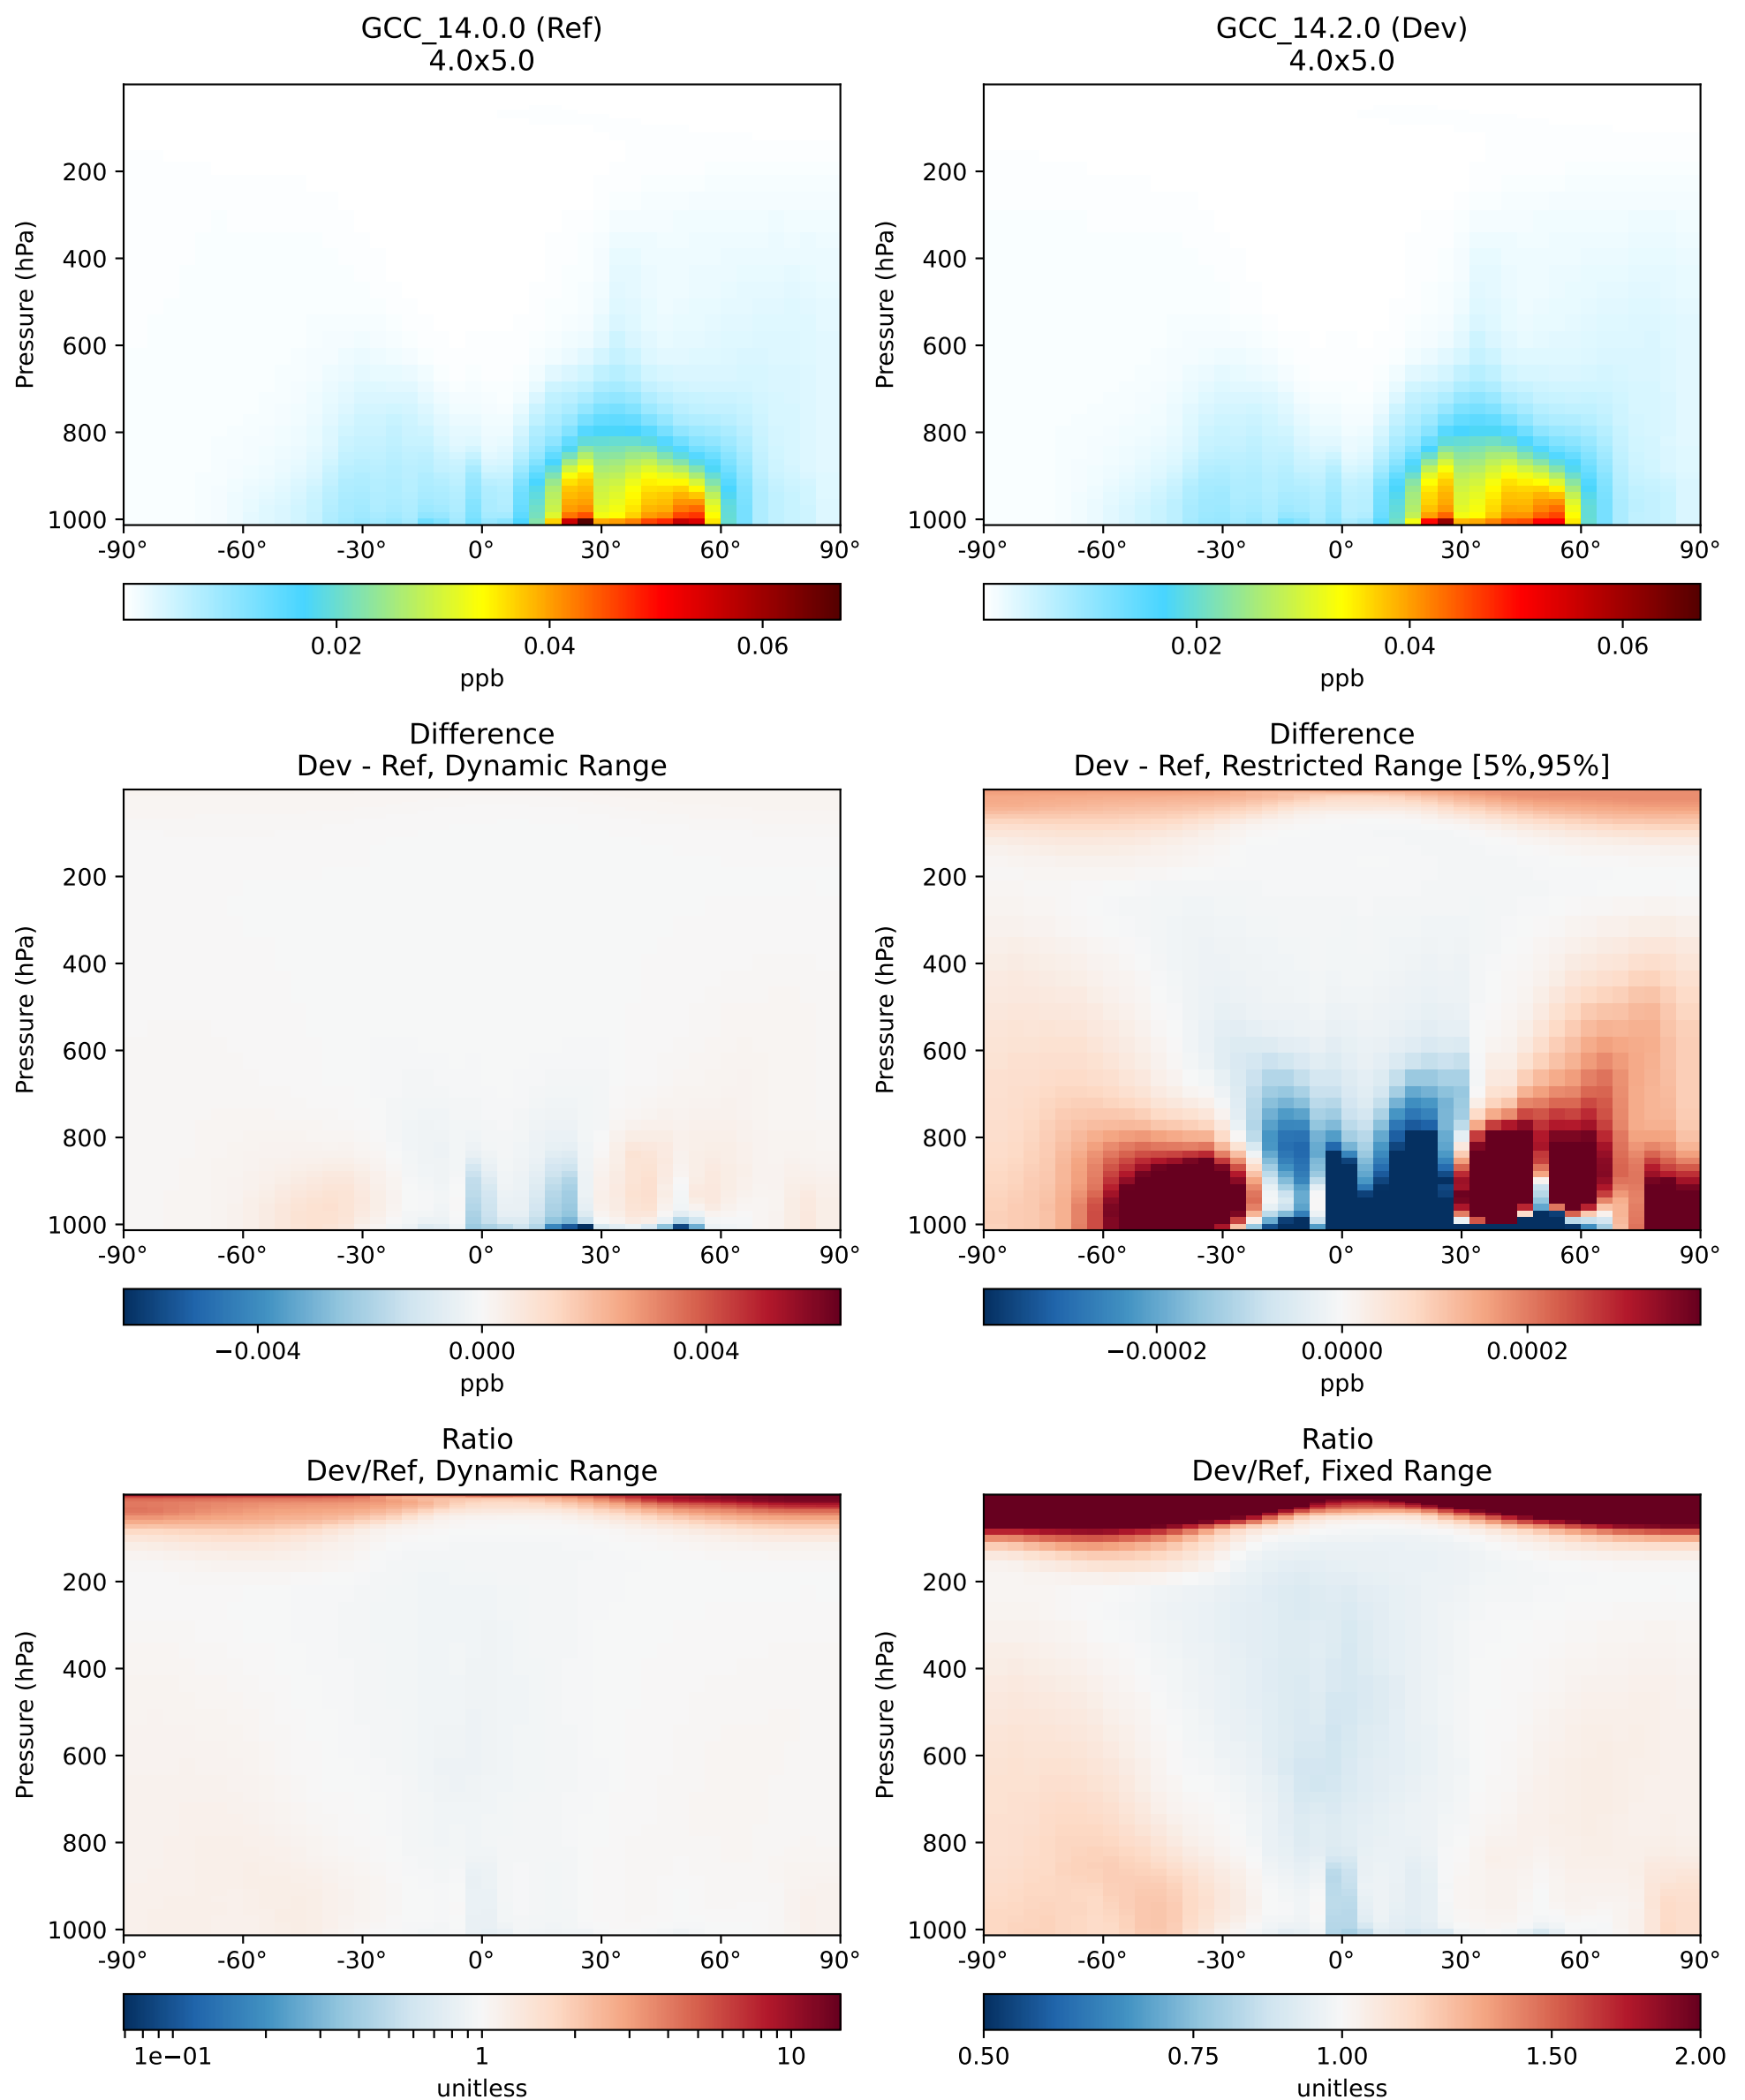 GCC_14.0.0 (Ref)
4.0x5.0
Pressure (hPa)
200
400
600
800
1000
-90° -60° -30° 0° 30° 60° 90°
0.02 0.04 0.06
ppb
GCC_14.2.0 (Dev)
4.0x5.0
Pressure (hPa)
200
400
600
800
1000
-90° -60° -30° 0° 30° 60° 90°
0.02 0.04 0.06
ppb
Difference
Dev - Ref, Dynamic Range
Pressure (hPa)
200
400
600
800
1000
-90° -60° -30° 0° 30° 60° 90°
−0.004 0.000 0.004
ppb
Difference
Dev - Ref, Restricted Range [5%,95%]
Pressure (hPa)
200
400
600
800
1000
-90° -60° -30° 0° 30° 60° 90°
−0.0002 0.0000 0.0002
ppb
Ratio
Dev/Ref, Dynamic Range
Pressure (hPa)
200
400
600
800
1000
-90° -60° -30° 0° 30° 60° 90°
1e−01 1 10
unitless
Ratio
Dev/Ref, Fixed Range
Pressure (hPa)
200
400
600
800
1000
-90° -60° -30° 0° 30° 60° 90°
0.50 0.75 1.00 1.50 2.00
unitless